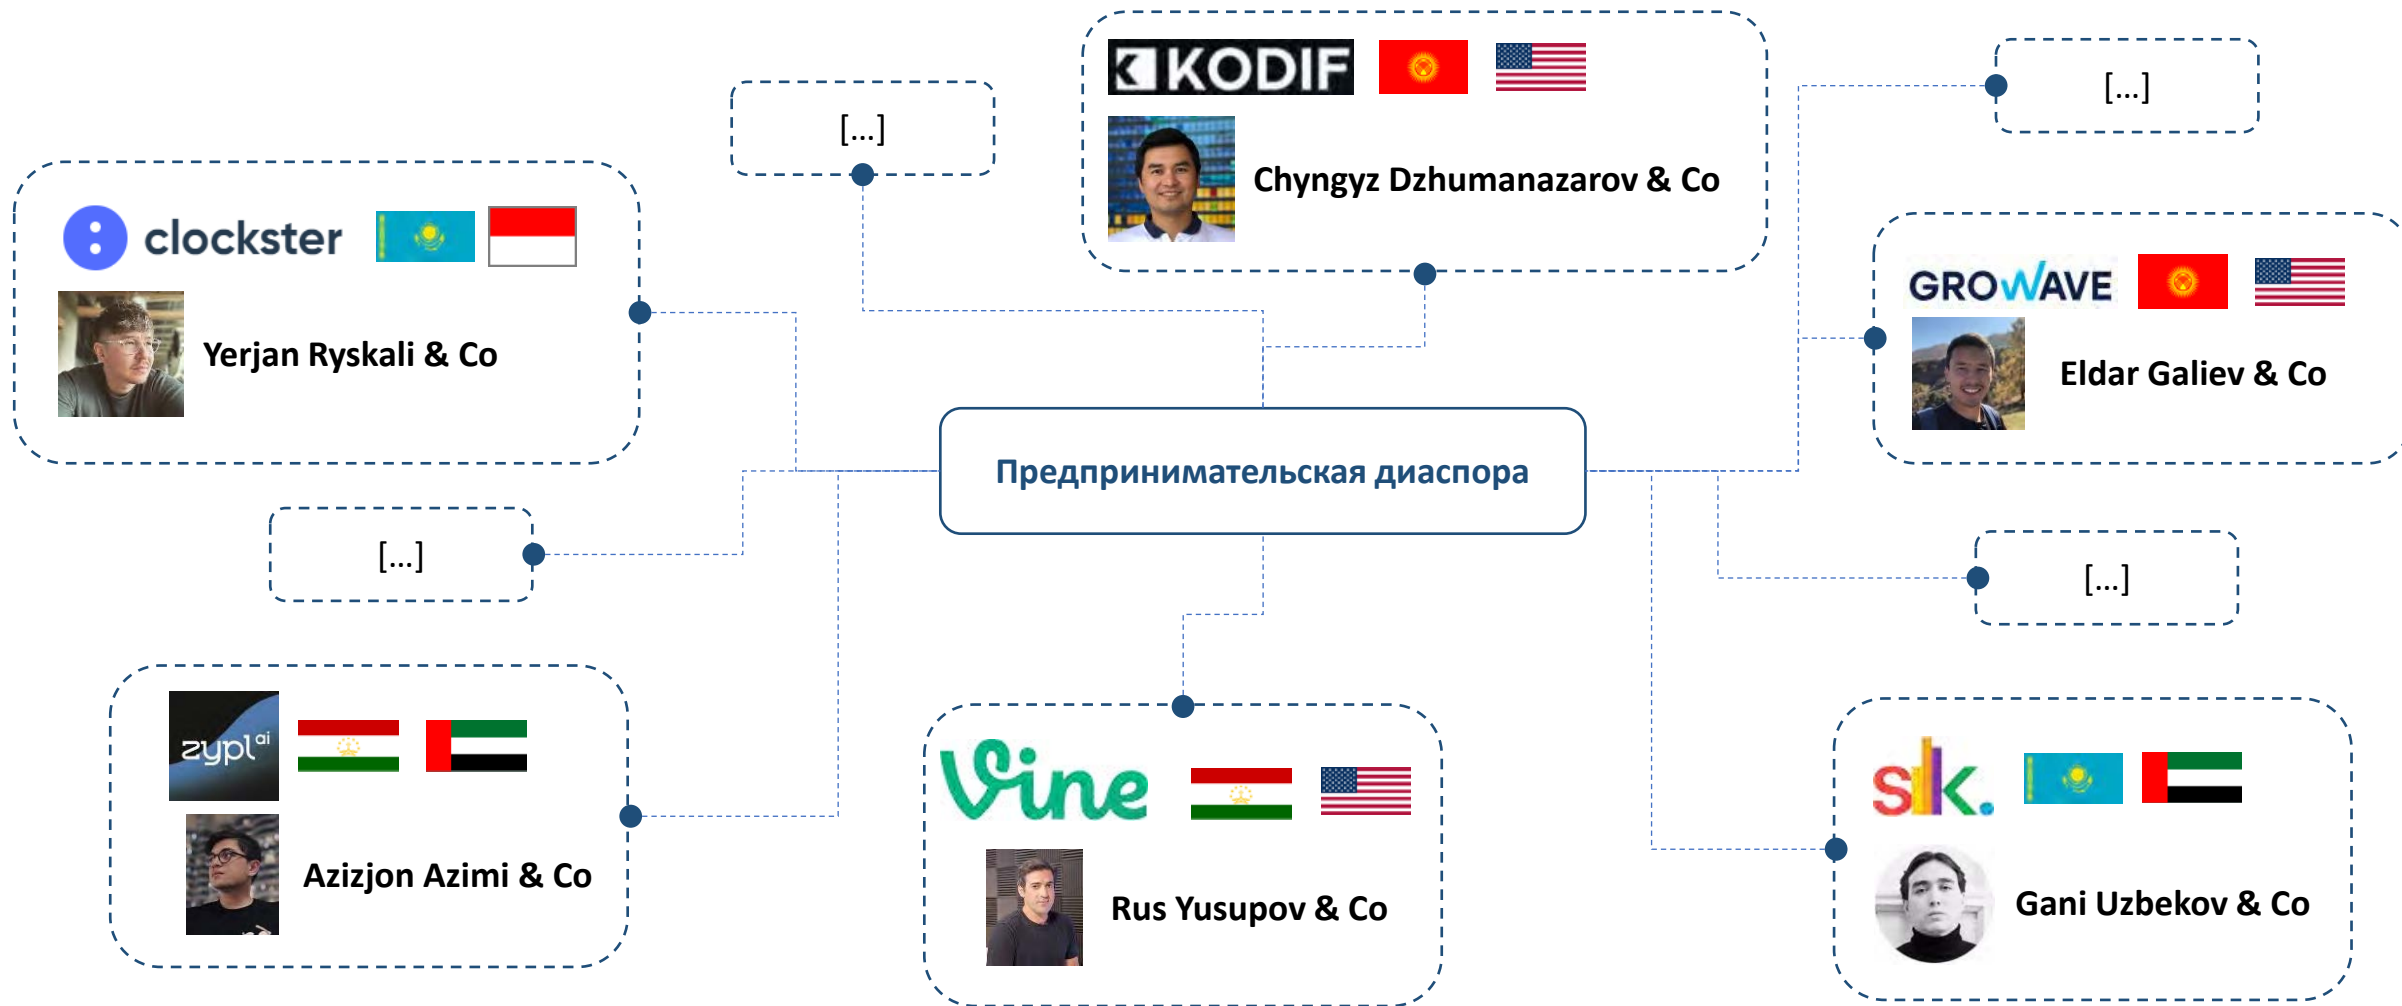 KODIF
[...]
[...]
Chyngyz Dzhumanazarov & Co
clockster
Yerjan Ryskali & Co
GROWAVE
Eldar Galiev & Co
Предпринимательская диаспора
[...]
[...]
zypl ai
Azizjon Azimi & Co
Vine
Rus Yusupov & Co
silk.
Gani Uzbekov & Co